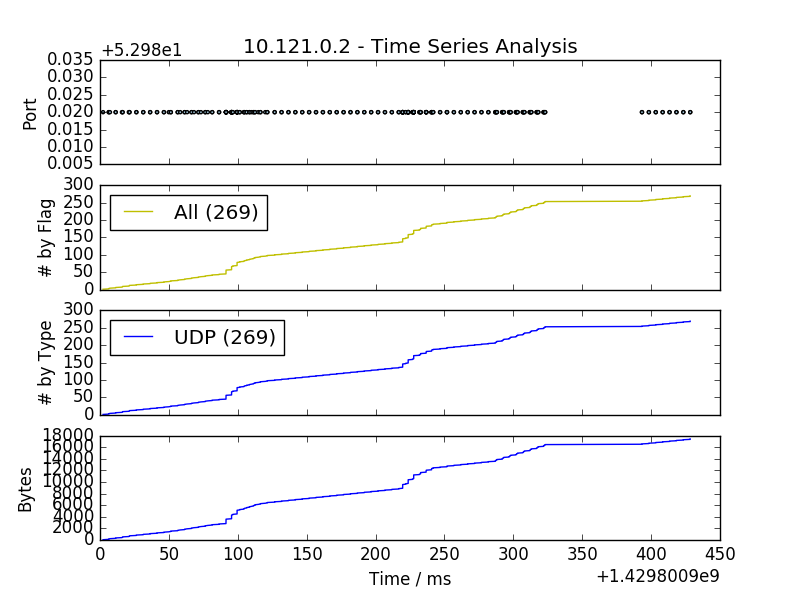 +5.298e1
10.121.0.2 - Time Series Analysis
0.035
0.030
0.025
0.020
0.015
0.010
0.005
Port
300
250
200
150
100
50
0
# by Flag
All (269)
300
250
200
150
100
50
0
# by Type
UDP (269)
18000
16000
14000
12000
10000
8000
6000
4000
2000
0
Bytes
0 50 100 150 200 250 300 350 400 450
Time / ms
+1.4298009e9